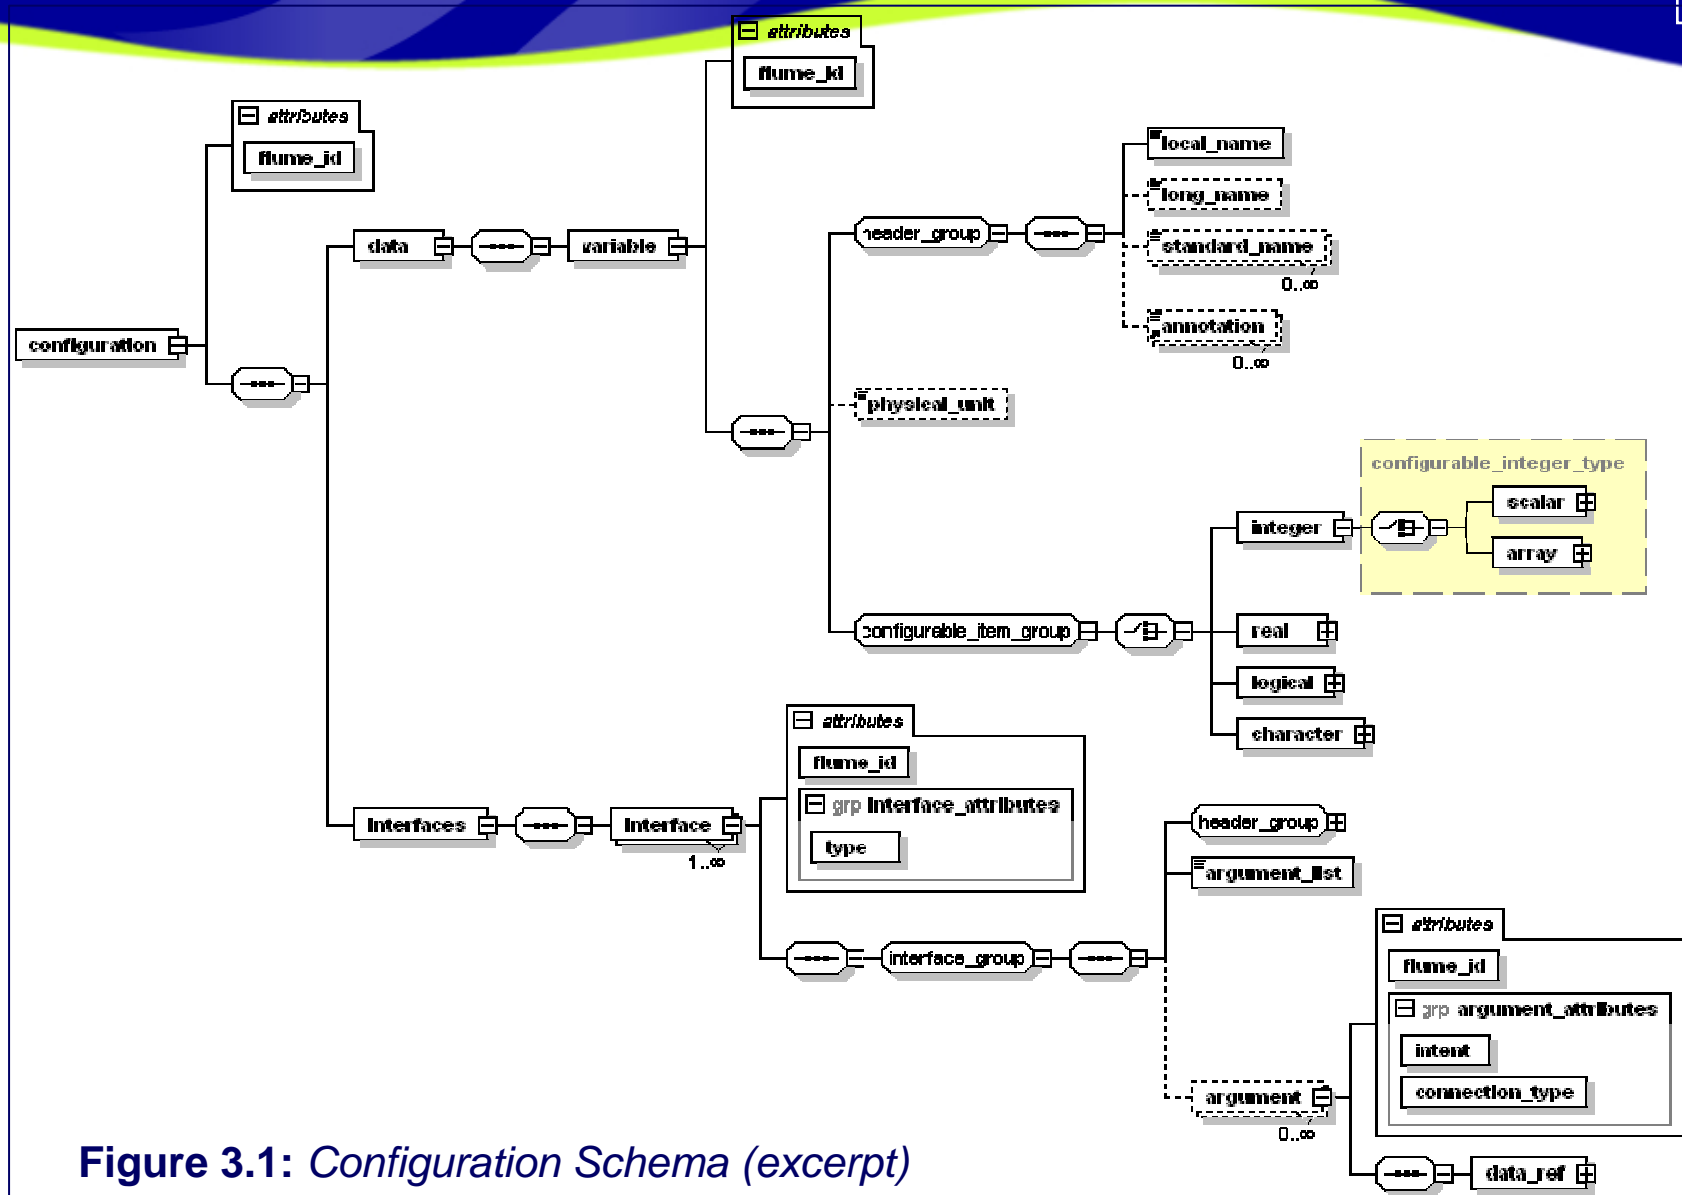 attributes
flume_id
attributes
flume_id
local_name
long_name
header_group
standard_name
data
variable
0..∞
annotation
configuration
0..∞
physical_unit
configurable_integer_type
scalar
integer
array
configurable_item_group
real
logical
attributes
character
flume_id
grp interface_attributes
header_group
interfaces
interface
type
1..∞
argument_list
attributes
interface_group
flume_id
grp argument_attributes
intent
argument
connection_type
0..∞
Figure 3.1: Configuration Schema (excerpt)
data_ref